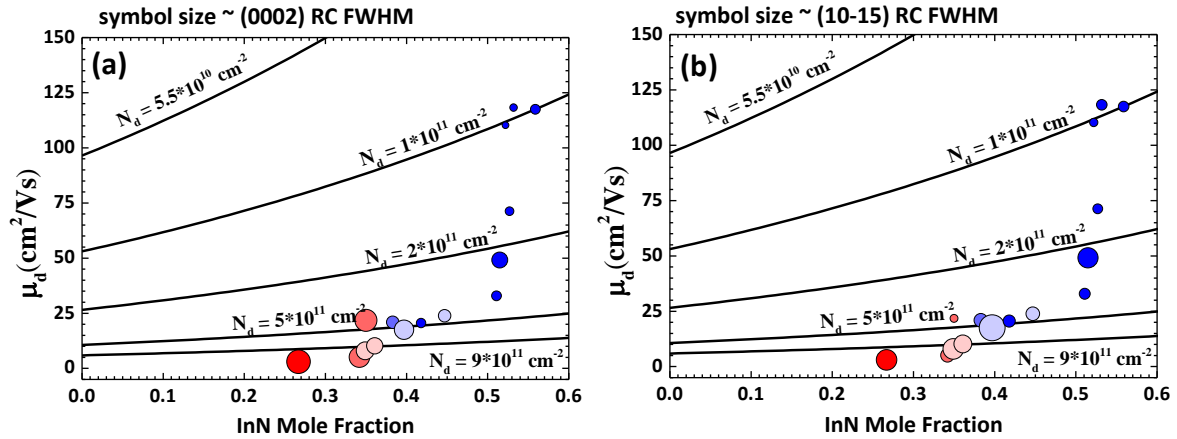 symbol size ~ (0002) RC FWHM
(a)
150
125
100
75
50
25
0
μd(cm²/Vs)
Nd = 5.5*10¹⁰ cm⁻²
Nd = 1*10¹¹ cm⁻²
Nd = 2*10¹¹ cm⁻²
Nd = 5*10¹¹ cm⁻²
Nd = 9*10¹¹ cm⁻²
0.0 0.1 0.2 0.3 0.4 0.5 0.6
InN Mole Fraction
symbol size ~ (10-15) RC FWHM
(b)
150
125
100
75
50
25
0
μd(cm²/Vs)
Nd = 5.5*10¹⁰ cm⁻²
Nd = 1*10¹¹ cm⁻²
Nd = 2*10¹¹ cm⁻²
Nd = 5*10¹¹ cm⁻²
Nd = 9*10¹¹ cm⁻²
0.0 0.1 0.2 0.3 0.4 0.5 0.6
InN Mole Fraction